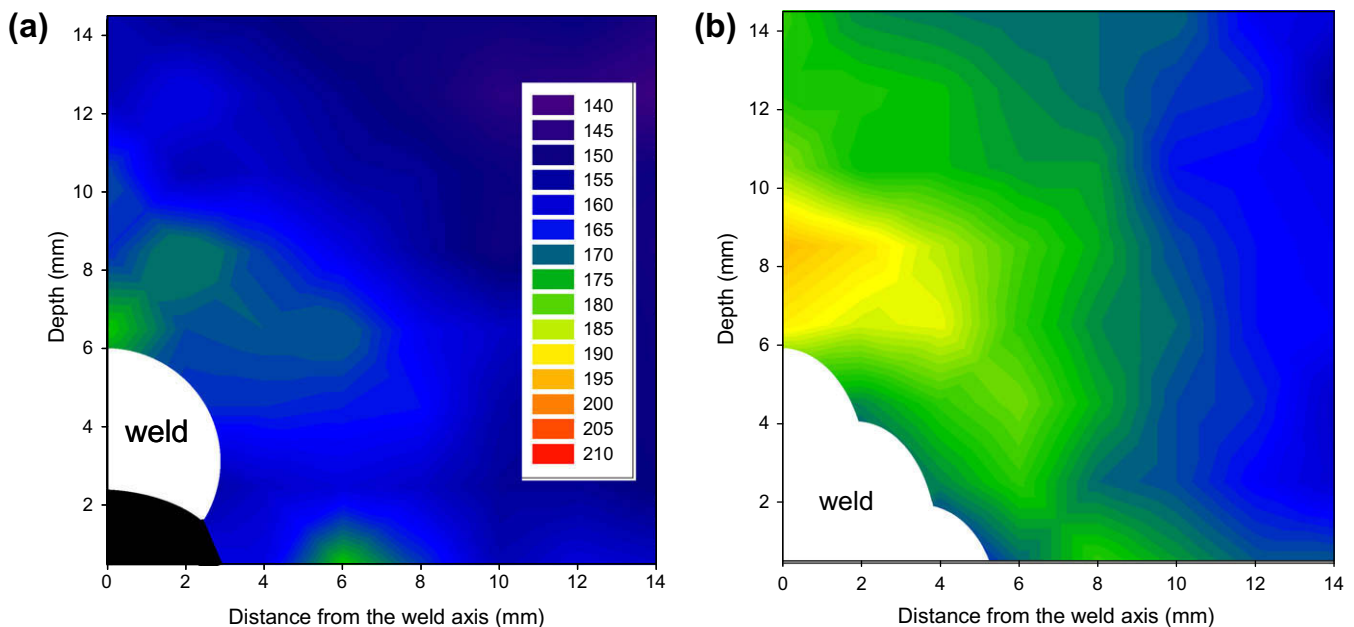 (a)
14
12
10
8
6
4
2
Depth (mm)
weld
140
145
150
155
160
165
170
175
180
185
190
195
200
205
210
0 2 4 6 8 10 12 14
Distance from the weld axis (mm)
(b)
14
12
10
8
6
4
2
Depth (mm)
weld
0 2 4 6 8 10 12 14
Distance from the weld axis (mm)